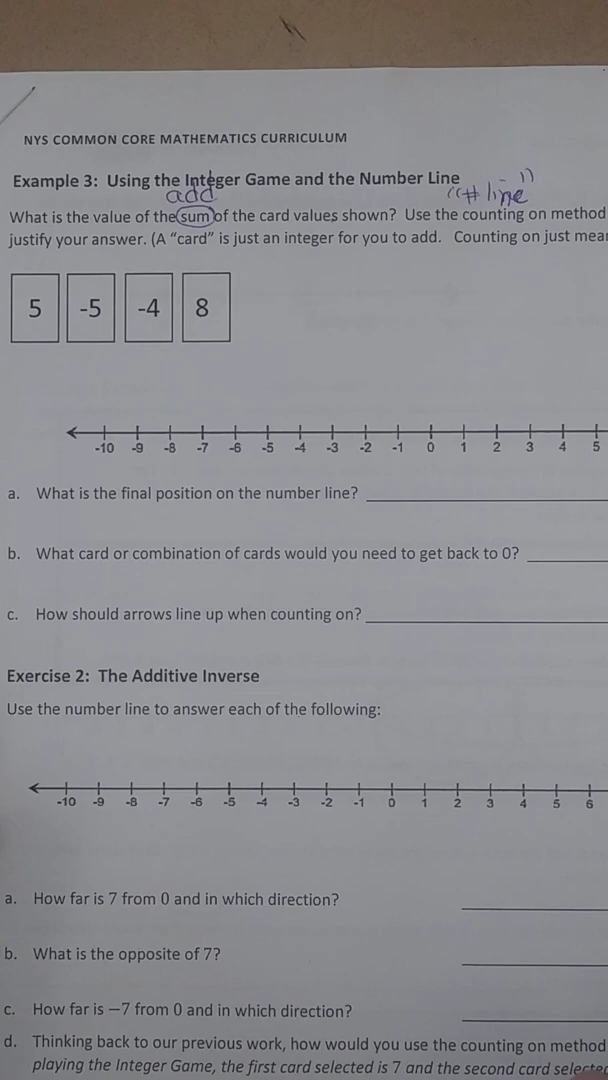 NYS COMMON CORE MATHEMATICS CURRICULUM
Example 3: Using the Integer Game and the Number Line
add
"# line"
What is the value of the sum of the card values shown? Use the counting on method
justify your answer. (A “card” is just an integer for you to add. Counting on just
5 -5 -4 8
-10 -9 -8 -7 -6 -5 -4 -3 -2 -1 0 1 2 3 4 5
a. What is the final position on the number line?
b. What card or combination of cards would you need to get back to 0?
c. How should arrows line up when counting on?
Exercise 2: The Additive Inverse
Use the number line to answer each of the following:
-10 -9 -8 -7 -6 -5 -4 -3 -2 -1 0 1 2 3 4 5 6
a. How far is 7 from 0 and in which direction?
b. What is the opposite of 7?
c. How far is −7 from 0 and in which direction?
d. Thinking back to our previous work, how would you use the counting on method
playing the Integer Game, the first card selected is 7 and the second card